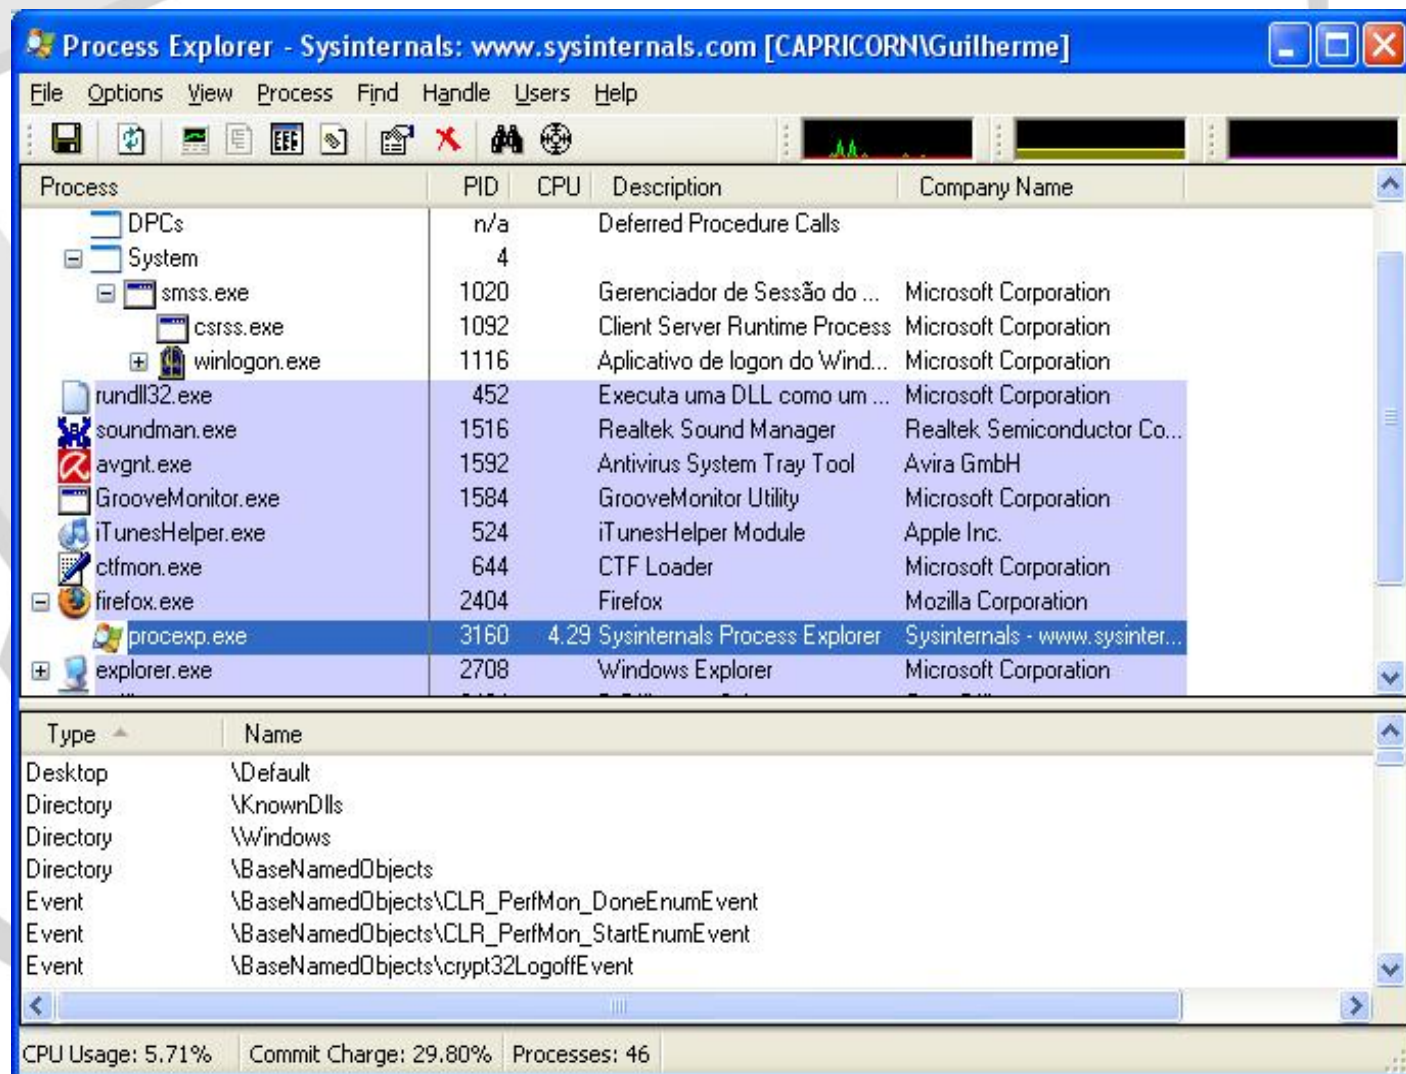 Process Explorer - Sysinternals: www.sysinternals.com [CAPRICORN\Guilherme]
File Options View Process Find Handle Users Help
Process PID CPU Description Company Name
DPCs n/a Deferred Procedure Calls
System 4
smss.exe 1020 Gerenciador de Sessão do ... Microsoft Corporation
csrss.exe 1092 Client Server Runtime Process Microsoft Corporation
winlogon.exe 1116 Aplicativo de logon do Wind... Microsoft Corporation
rundll32.exe 452 Executa uma DLL como um ... Microsoft Corporation
soundman.exe 1516 Realtek Sound Manager Realtek Semiconductor Co...
avgnt.exe 1592 Antivirus System Tray Tool Avira GmbH
GrooveMonitor.exe 1584 GrooveMonitor Utility Microsoft Corporation
iTunesHelper.exe 524 iTunesHelper Module Apple Inc.
ctfmon.exe 644 CTF Loader Microsoft Corporation
firefox.exe 2404 Firefox Mozilla Corporation
procexp.exe 3160 4.29 Sysinternals Process Explorer Sysinternals - www.sysinter...
explorer.exe 2708 Windows Explorer Microsoft Corporation
Type Name
Desktop \Default
Directory \KnownDlls
Directory \Windows
Directory \BaseNamedObjects
Event \BaseNamedObjects\CLR_PerfMon_DoneEnumEvent
Event \BaseNamedObjects\CLR_PerfMon_StartEnumEvent
Event \BaseNamedObjects\crypt32LogoffEvent
CPU Usage: 5.71% Commit Charge: 29.80% Processes: 46